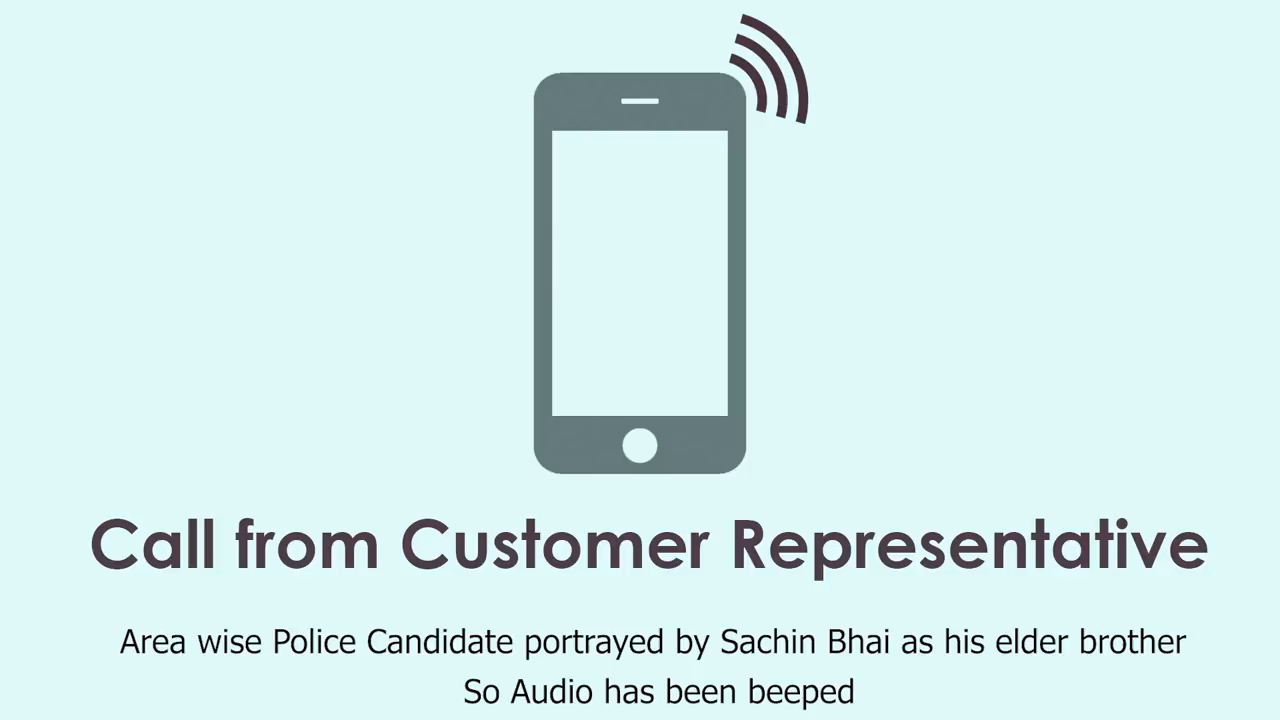 Call from Customer Representative
Area wise Police Candidate portrayed by Sachin Bhai as his elder brother
So Audio has been beeped